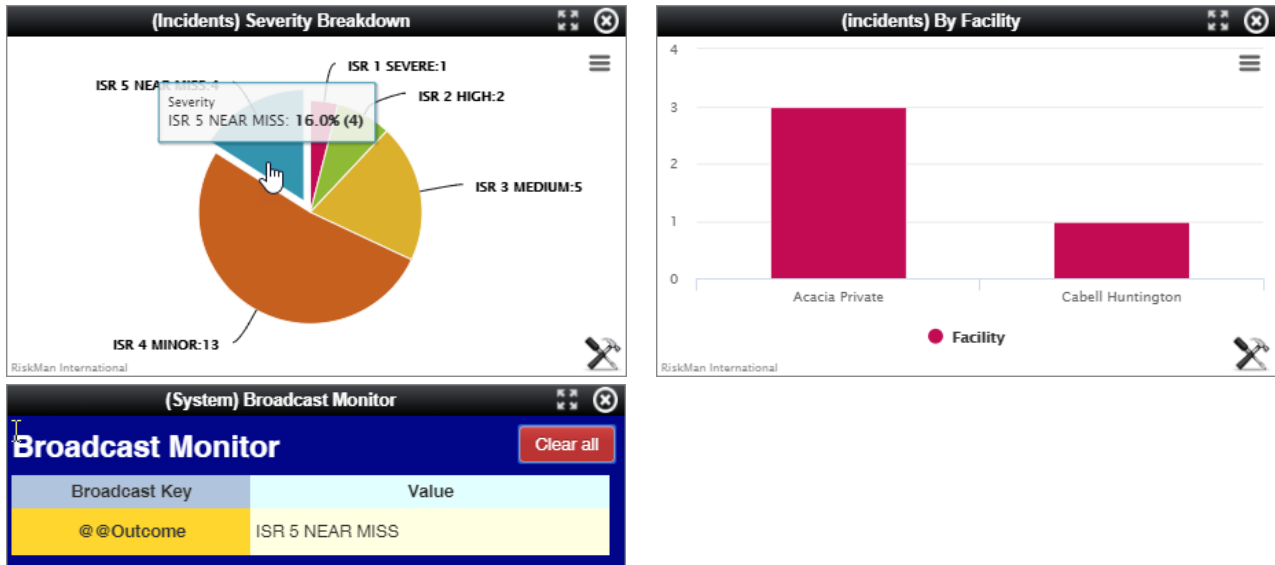 (Incidents) Severity Breakdown
ISR 1 SEVERE:1
ISR 5 NEAR MISS:4
ISR 2 HIGH:2
Severity
ISR 5 NEAR MISS: 16.0% (4)
ISR 3 MEDIUM:5
ISR 4 MINOR:13
RiskMan International
(incidents) By Facility
4
3
2
1
0
Acacia Private
Cabell Huntington
Facility
RiskMan International
(System) Broadcast Monitor
Broadcast Monitor
Clear all
Broadcast Key
Value
@@Outcome
ISR 5 NEAR MISS